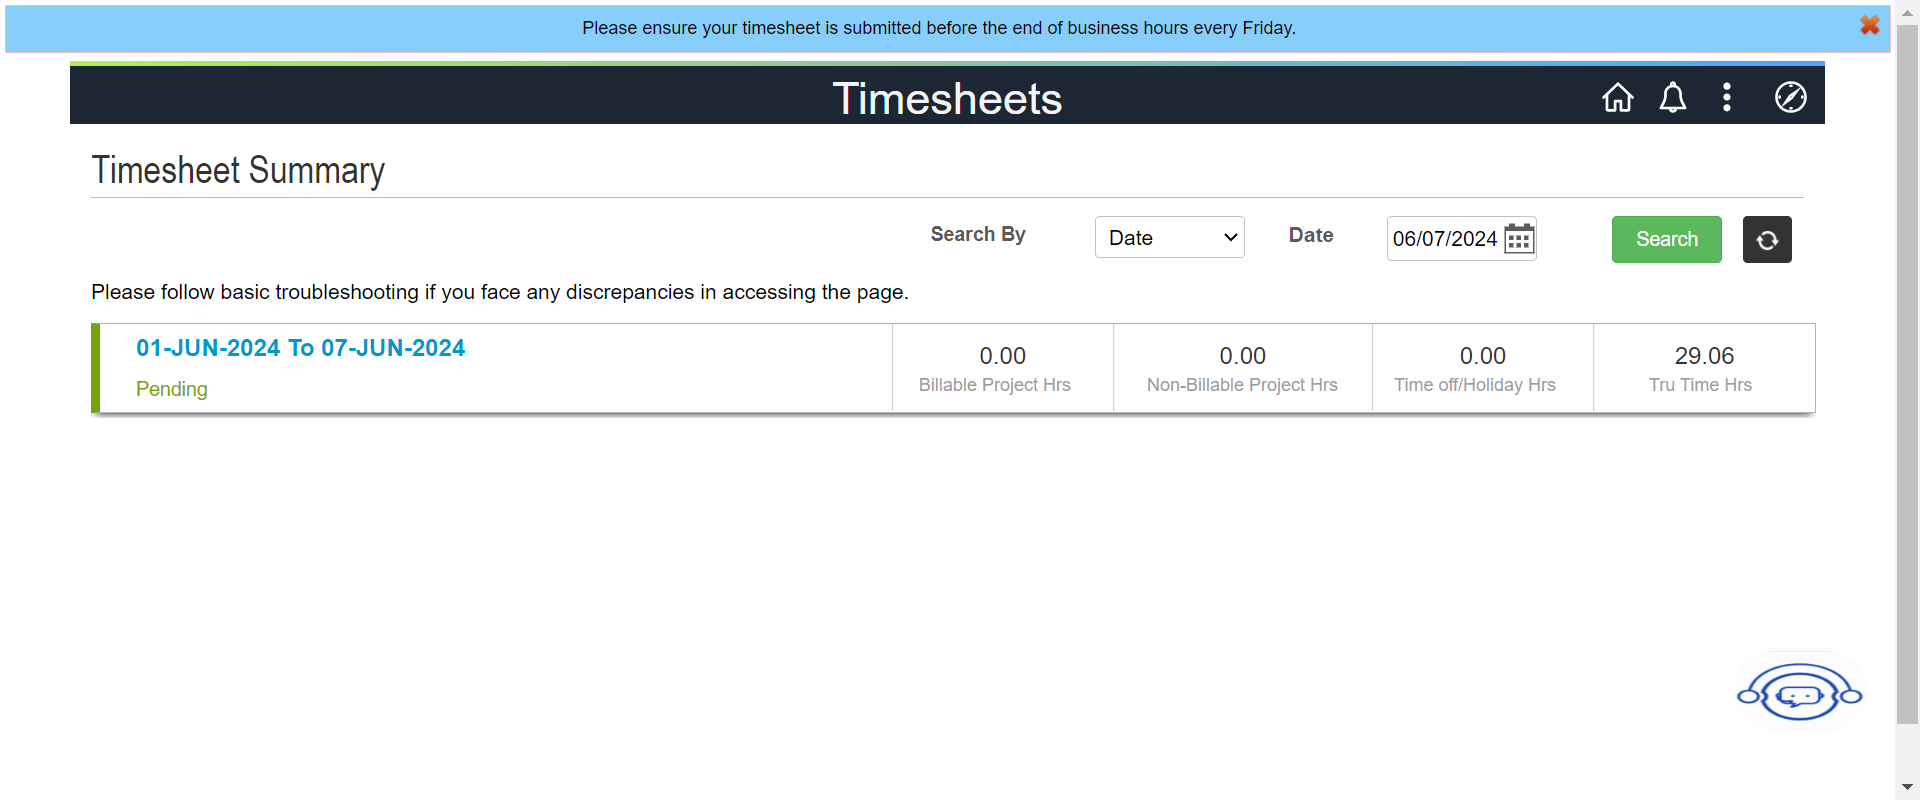 Please ensure your timesheet is submitted before the end of business hours every Friday.
Timesheets
Timesheet Summary
Search By Date Date 06/07/2024 Search
Please follow basic troubleshooting if you face any discrepancies in accessing the page.
01-JUN-2024 To 07-JUN-2024
Pending
0.00
Billable Project Hrs
0.00
Non-Billable Project Hrs
0.00
Time off/Holiday Hrs
29.06
Tru Time Hrs